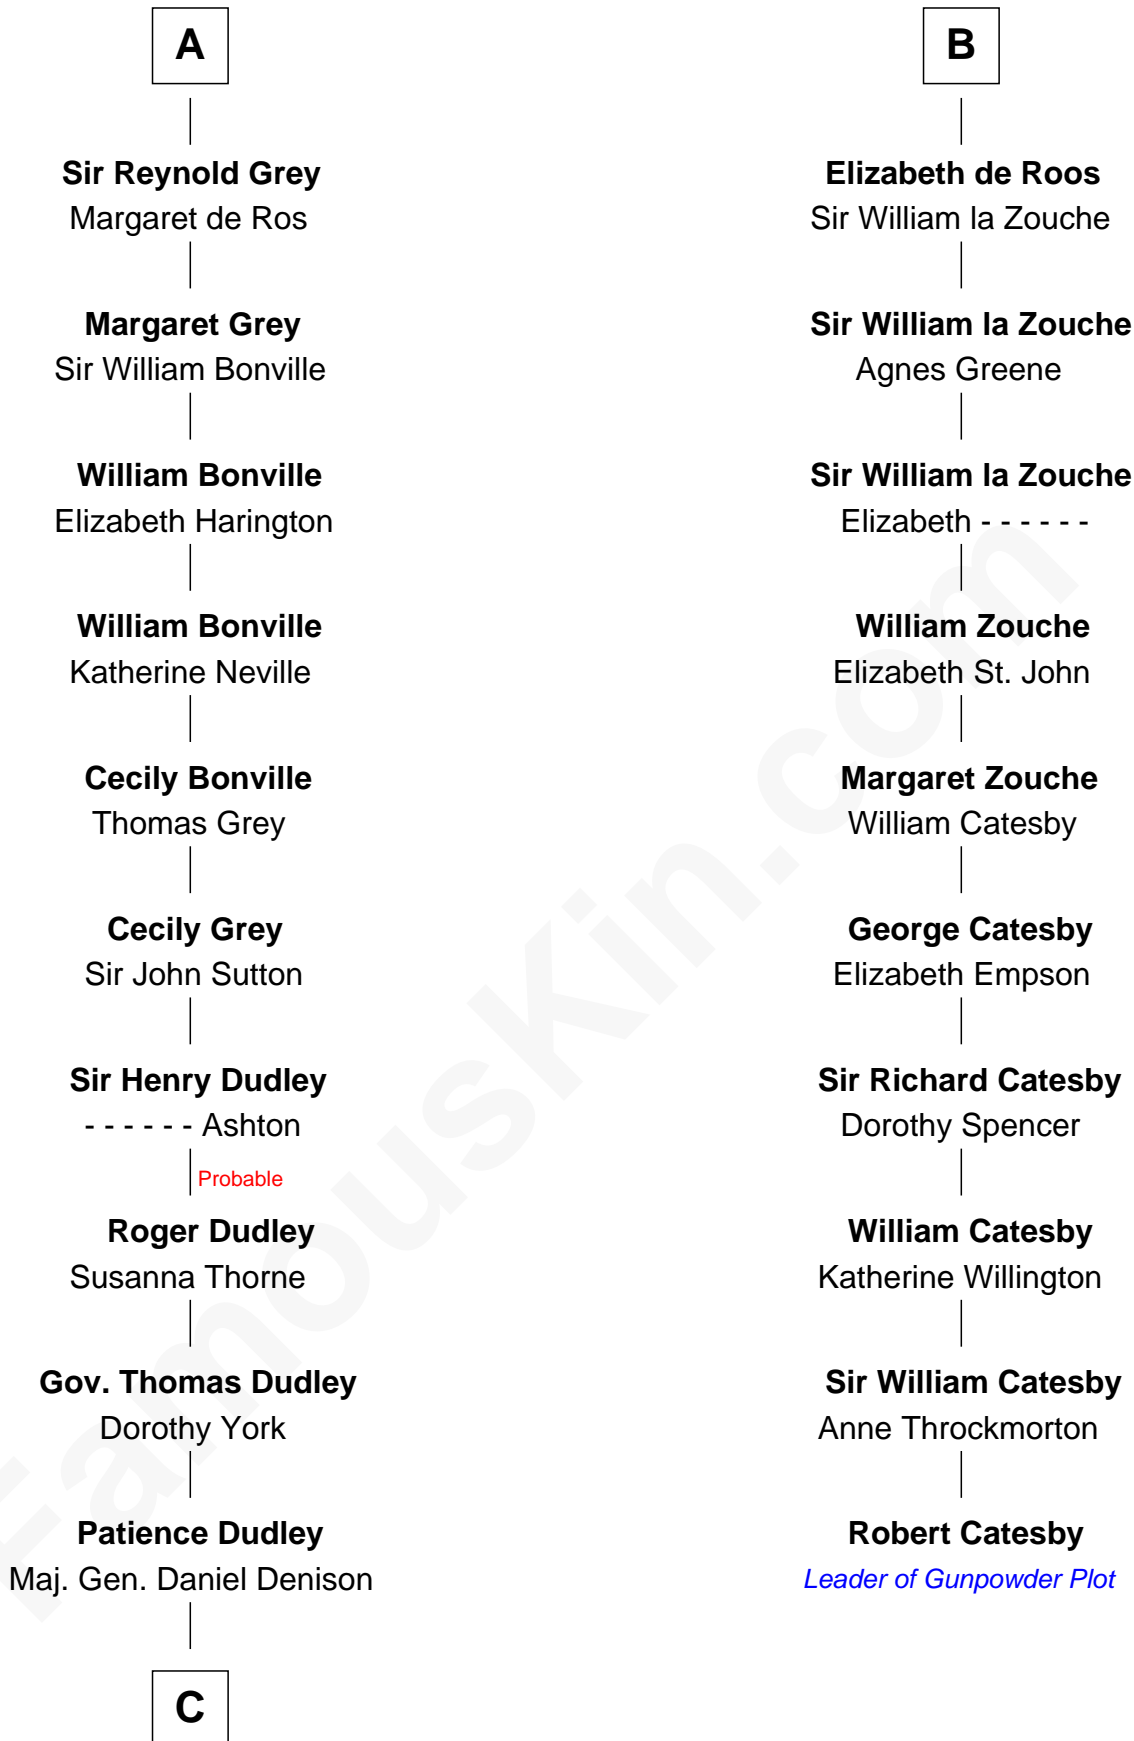 A
Sir Reynold Grey
Margaret de Ros
Margaret Grey
Sir William Bonville
William Bonville
Elizabeth Harington
William Bonville
Katherine Neville
Cecily Bonville
Thomas Grey
Cecily Grey
Sir John Sutton
Sir Henry Dudley
- - - - - - Ashton
Probable
Roger Dudley
Susanna Thorne
Gov. Thomas Dudley
Dorothy York
Patience Dudley
Maj. Gen. Daniel Denison
C
B
Elizabeth de Roos
Sir William la Zouche
Sir William la Zouche
Agnes Greene
Sir William la Zouche
Elizabeth - - - - - -
William Zouche
Elizabeth St. John
Margaret Zouche
William Catesby
George Catesby
Elizabeth Empson
Sir Richard Catesby
Dorothy Spencer
William Catesby
Katherine Willington
Sir William Catesby
Anne Throckmorton
Robert Catesby
Leader of Gunpowder Plot
FamousKin.com